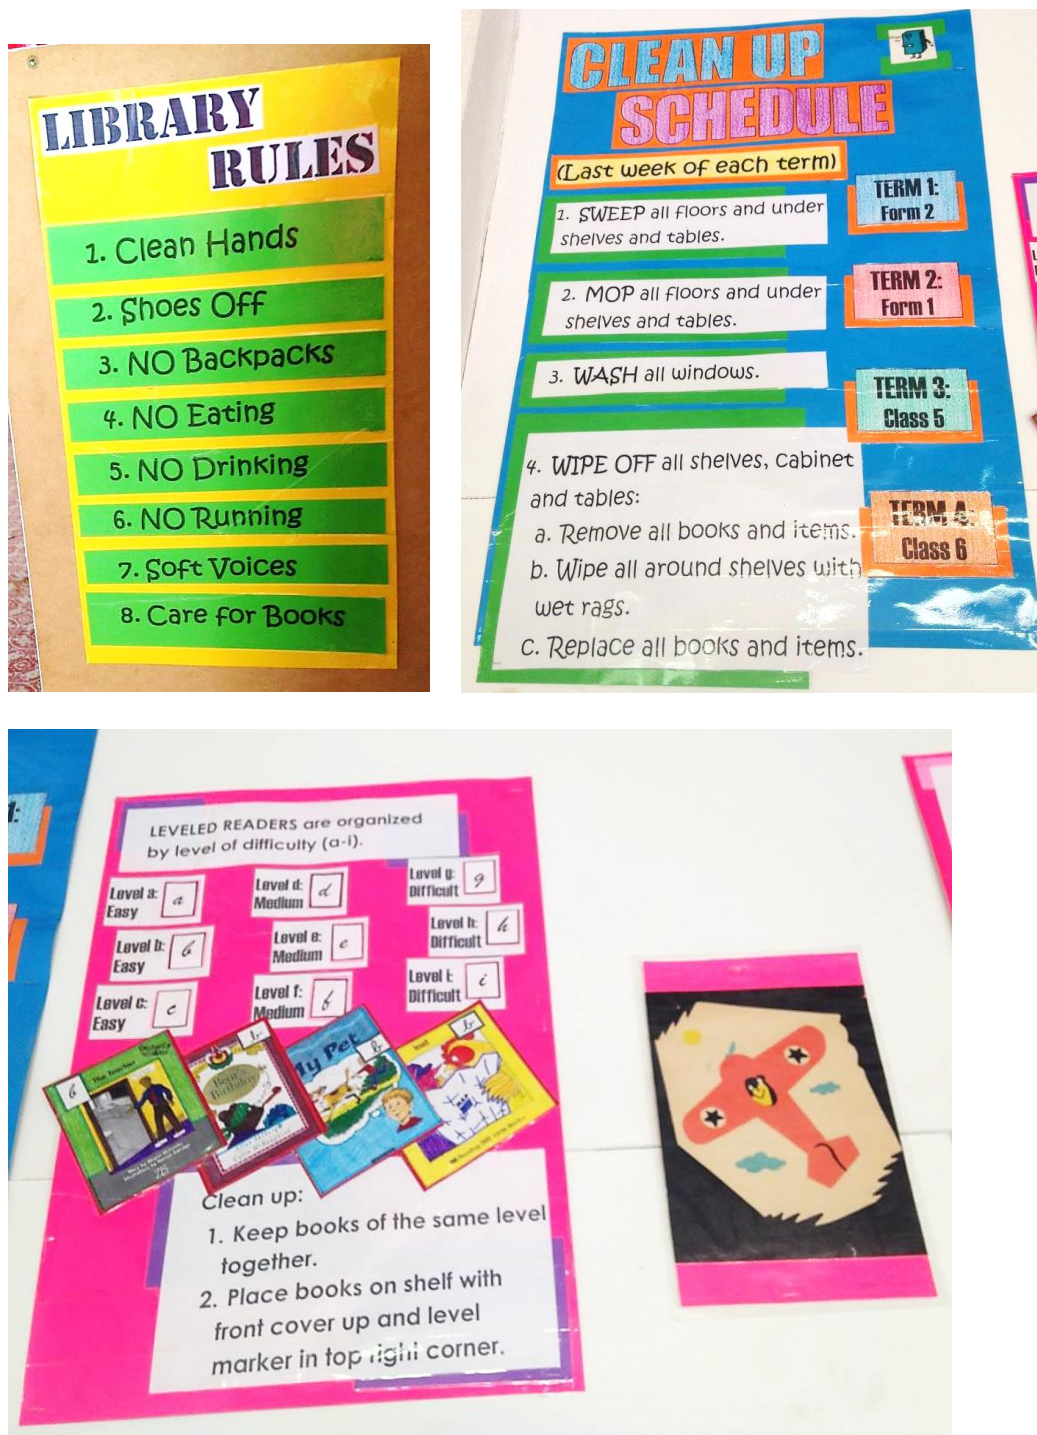 LIBRARY
RULES
1. Clean Hands
2. Shoes Off
3. NO Backpacks
4. NO Eating
5. NO Drinking
6. NO Running
7. Soft Voices
8. Care for Books
CLEAN UP
SCHEDULE
(Last week of each term)
1. SWEEP all floors and under
shelves and tables.
2. MOP all floors and under
shelves and tables.
3. WASH all windows.
4. WIPE OFF all shelves, cabinet
and tables:
a. Remove all books and items.
b. Wipe all around shelves with
wet rags.
c. Replace all books and items.
TERM 1:
Form 2
TERM 2:
Form 1
TERM 3:
Class 5
TERM 4:
Class 6
LEVELED READERS are organized
by level of difficulty (a-i).
Level a: a
Easy
Level b: b
Easy
Level c: c
Easy
Level d: d
Medium
Level e: e
Medium
Level f: f
Medium
Level g: g
Difficult
Level h: h
Difficult
Level i: i
Difficult
b
b
My Pet
b
b
Clean up:
1. Keep books of the same level
together.
2. Place books on shelf with
front cover up and level
marker in top right corner.